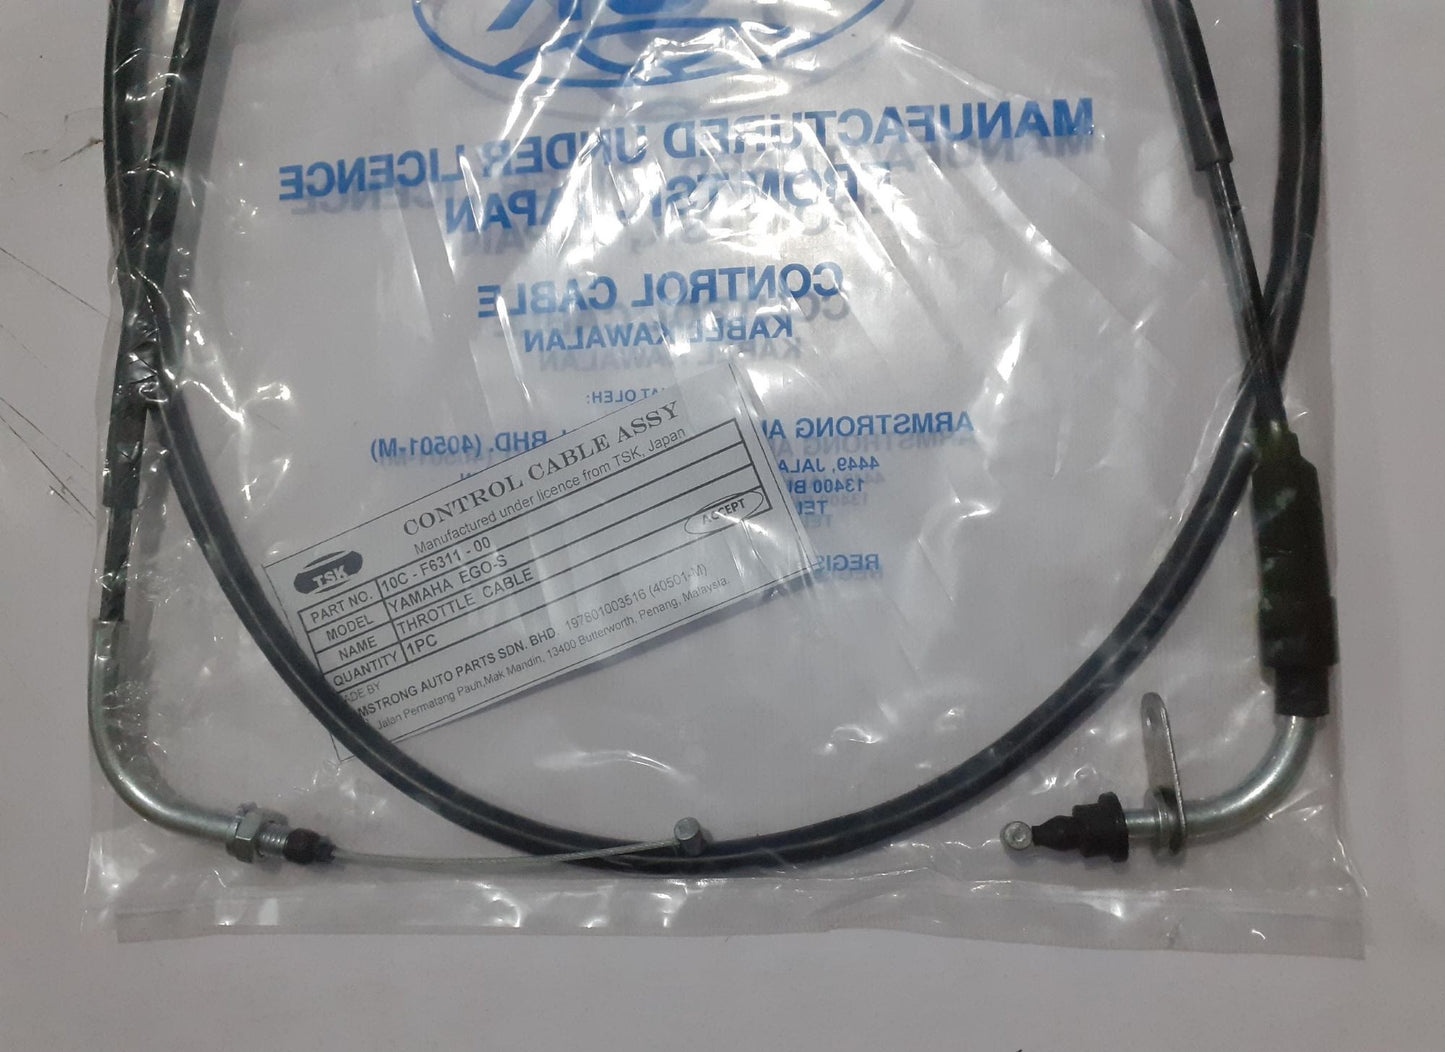 MANUFACTURED UNDER LICENCE
FROM TSK, JAPAN
CONTROL CABLE
KABEL KAWALAN
OLEH:
ARMSTRONG
BHD. (40501-M)
4449, JALA
13400
TEL
REGIS
CONTROL CABLE ASSY
Manufactured under licence from TSK, Japan
TSK
PART NO. 10C - F6311 - 00
MODEL YAMAHA EGO-S
NAME THROTTLE CABLE
QUANTITY 1PC
ACCEPT
MADE BY
ARMSTRONG AUTO PARTS SDN. BHD. 197801003516 (40501-M)
Jalan Permatang Pauh,Mak Mandin, 13400 Butterworth, Penang, Malaysia.